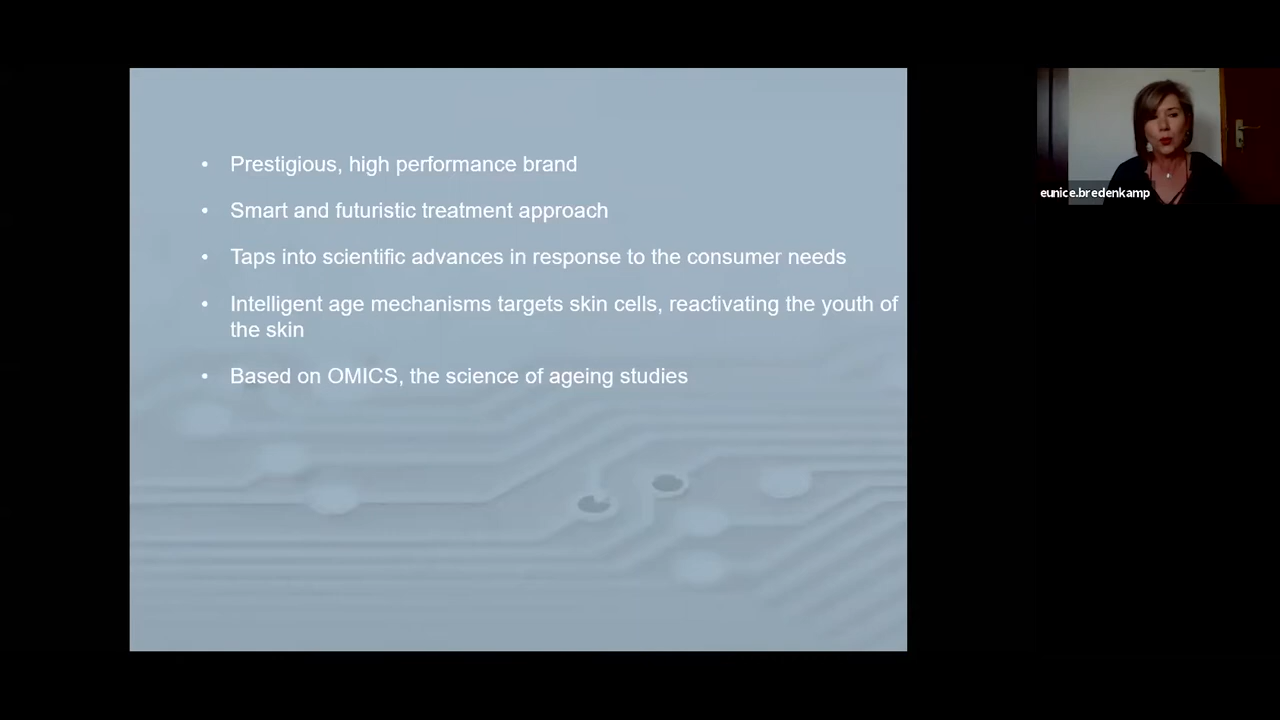 • Prestigious, high performance brand
• Smart and futuristic treatment approach
• Taps into scientific advances in response to the consumer needs
• Intelligent age mechanisms targets skin cells, reactivating the youth of
the skin
• Based on OMICS, the science of ageing studies
eunice.bredenkamp